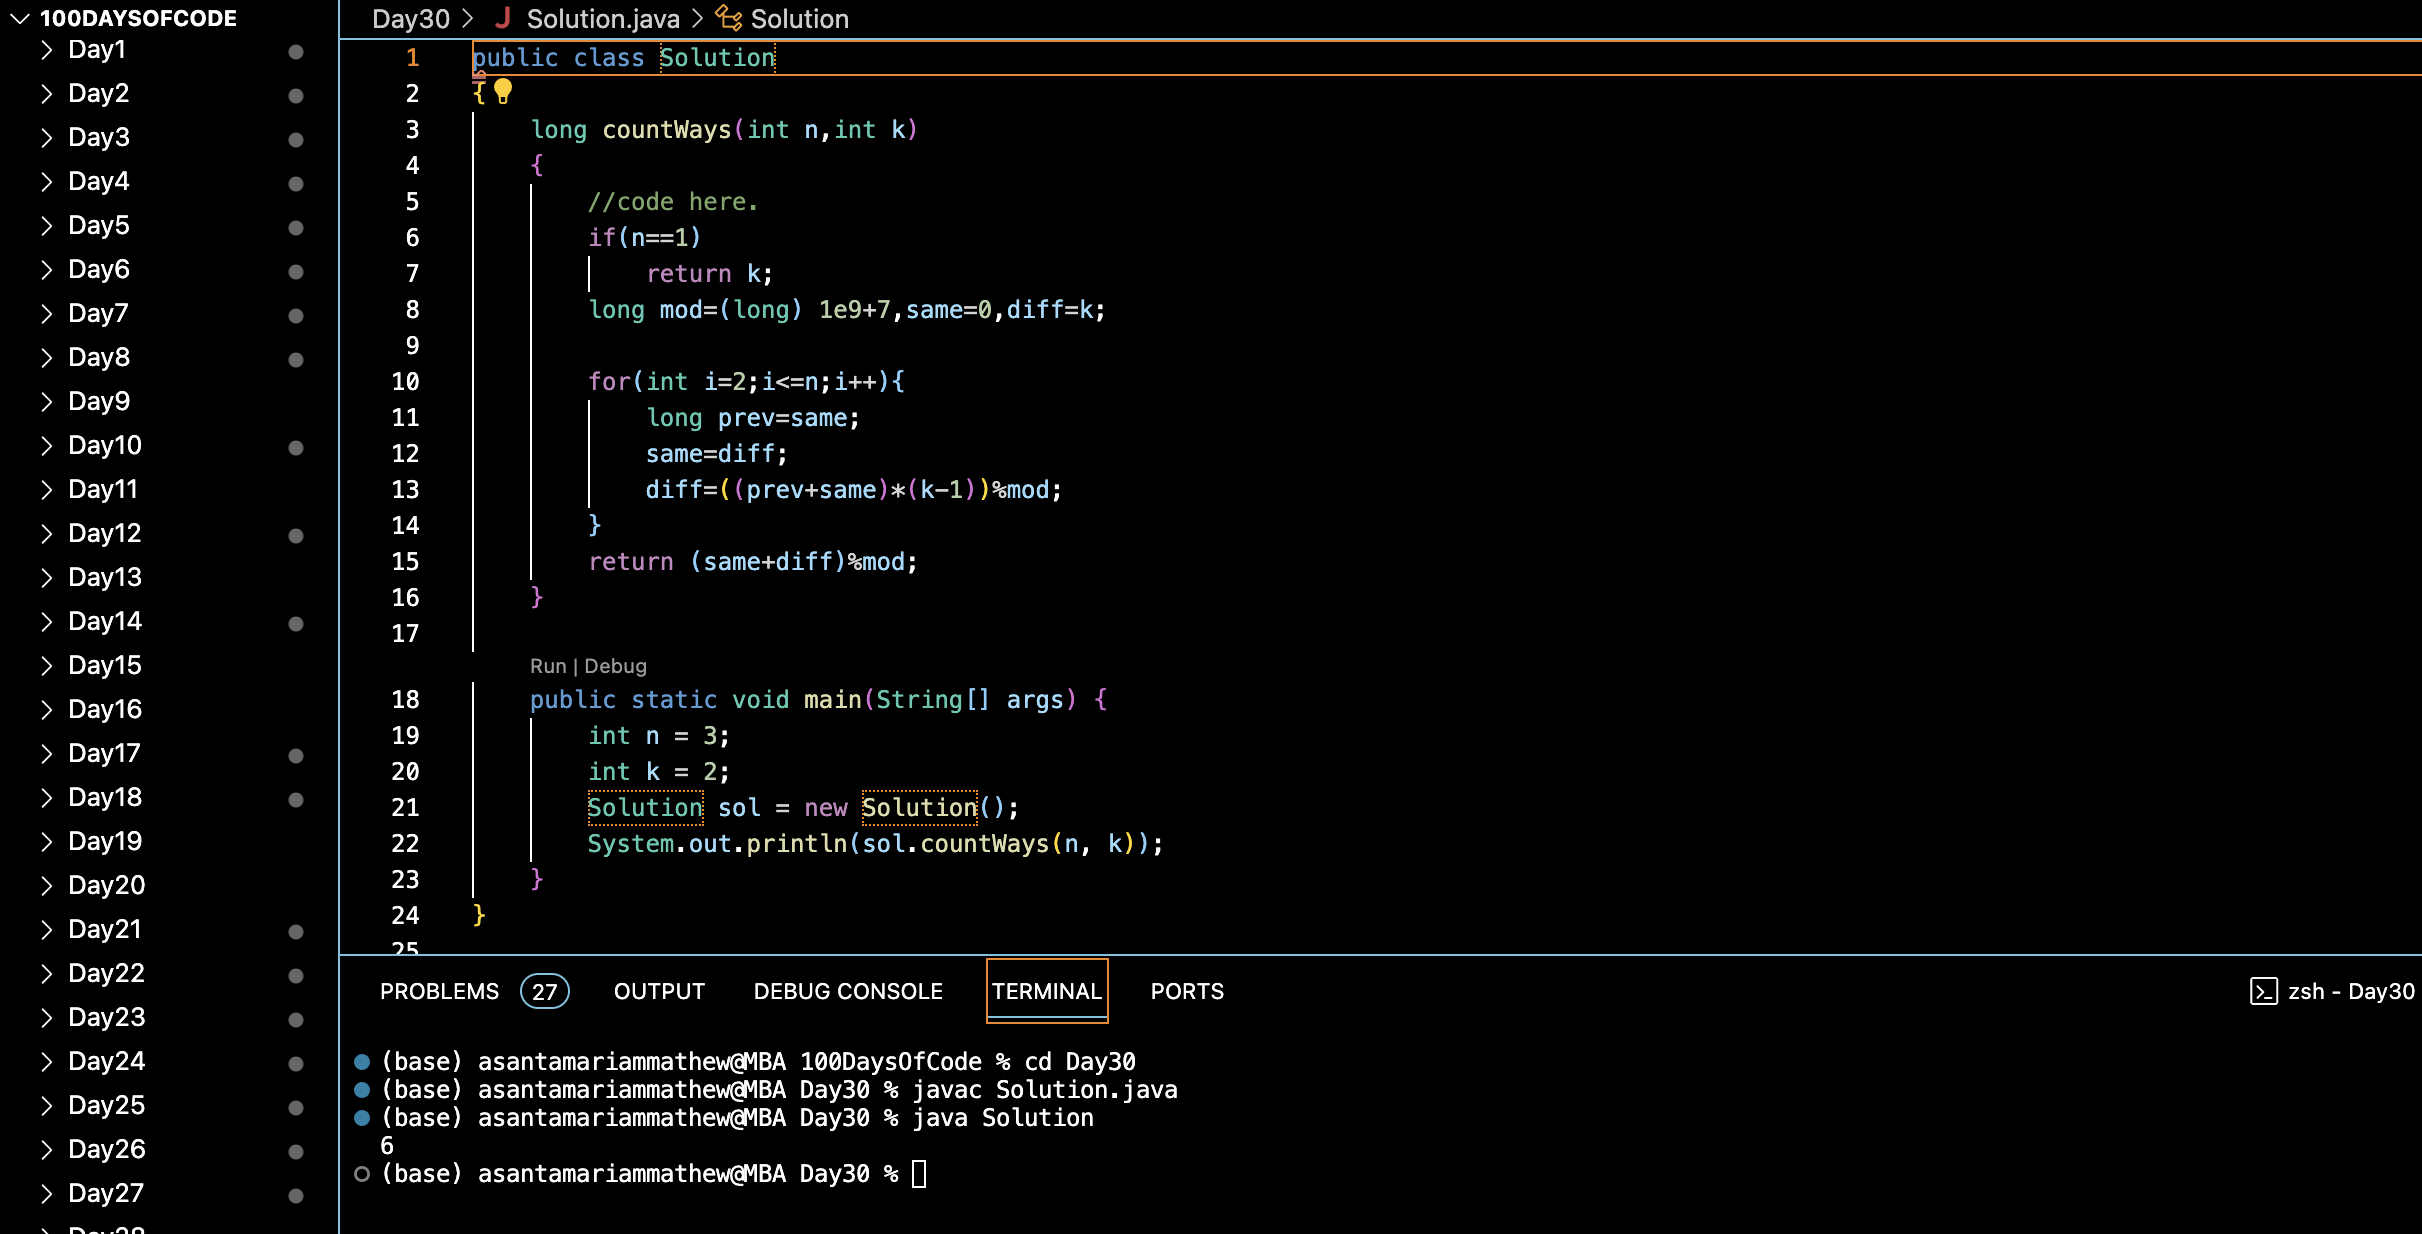 100DAYSOFCODE
Day1
Day2
Day3
Day4
Day5
Day6
Day7
Day8
Day9
Day10
Day11
Day12
Day13
Day14
Day15
Day16
Day17
Day18
Day19
Day20
Day21
Day22
Day23
Day24
Day25
Day26
Day27
Day28
Day30 > J Solution.java > Solution
1 public class Solution
2 {
3     long countWays(int n,int k)
4     {
5         //code here.
6         if(n==1)
7             return k;
8         long mod=(long) 1e9+7,same=0,diff=k;
9
10         for(int i=2;i<=n;i++){
11             long prev=same;
12             same=diff;
13             diff=((prev+same)*(k-1))%mod;
14         }
15         return (same+diff)%mod;
16     }
17
Run | Debug
18     public static void main(String[] args) {
19         int n = 3;
20         int k = 2;
21         Solution sol = new Solution();
22         System.out.println(sol.countWays(n, k));
23     }
24 }
25
PROBLEMS 27 OUTPUT DEBUG CONSOLE TERMINAL PORTS zsh - Day30
(base) asantamariammathew@MBA 100DaysOfCode % cd Day30
(base) asantamariammathew@MBA Day30 % javac Solution.java
(base) asantamariammathew@MBA Day30 % java Solution
6
(base) asantamariammathew@MBA Day30 %